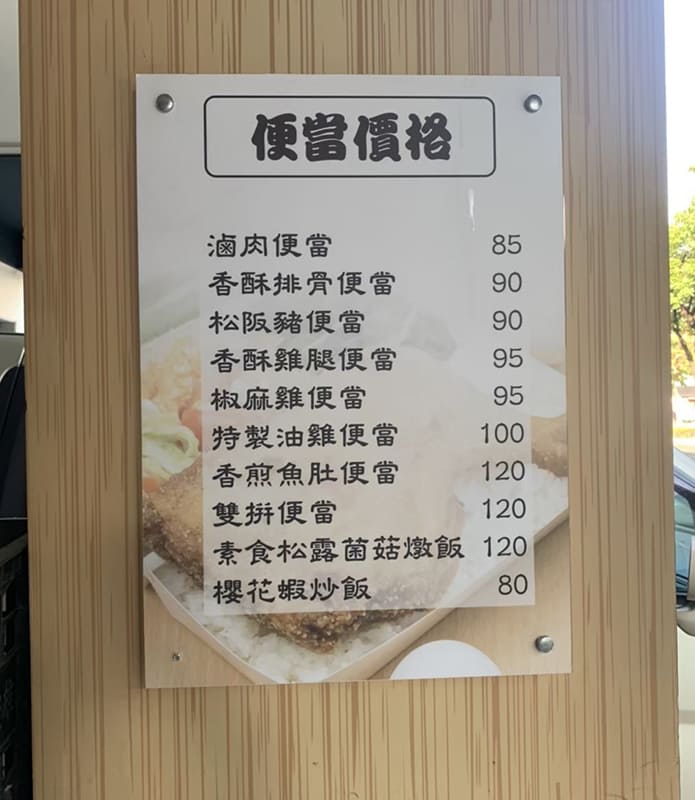 便當價格
滷肉便當 85
香酥排骨便當 90
松阪豬便當 90
香酥雞腿便當 95
椒麻雞便當 95
特製油雞便當 100
香煎魚肚便當 120
雙拼便當 120
素食松露菌菇燉飯 120
櫻花蝦炒飯 80